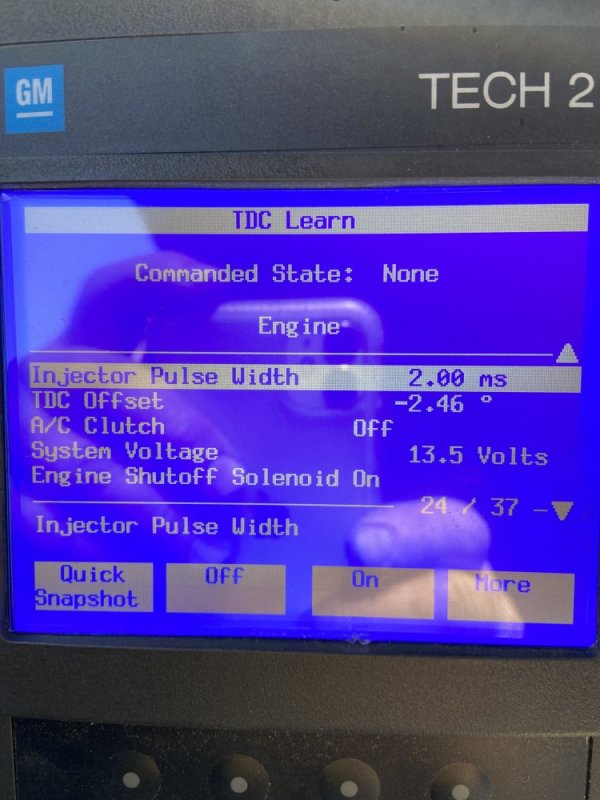 GM
TECH 2
TDC Learn
Commanded State: None
Engine
Injector Pulse Width 2.00 ms
TDC Offset -2.46 °
A/C Clutch Off
System Voltage 13.5 Volts
Engine Shutoff Solenoid On
24 / 37
Injector Pulse Width
Quick Snapshot
Off
On
More